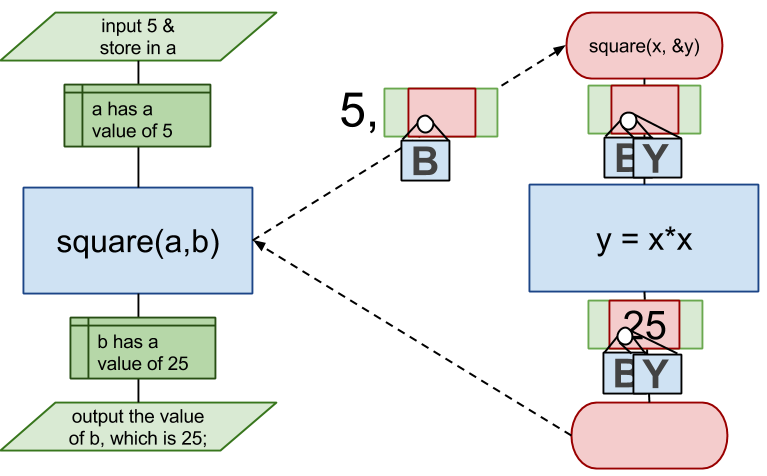 input 5 &
store in a
a has a
value of 5
square(a,b)
b has a
value of 25
output the value
of b, which is 25;
5,
B
square(x, &y)
B Y
y = x*x
25
B Y